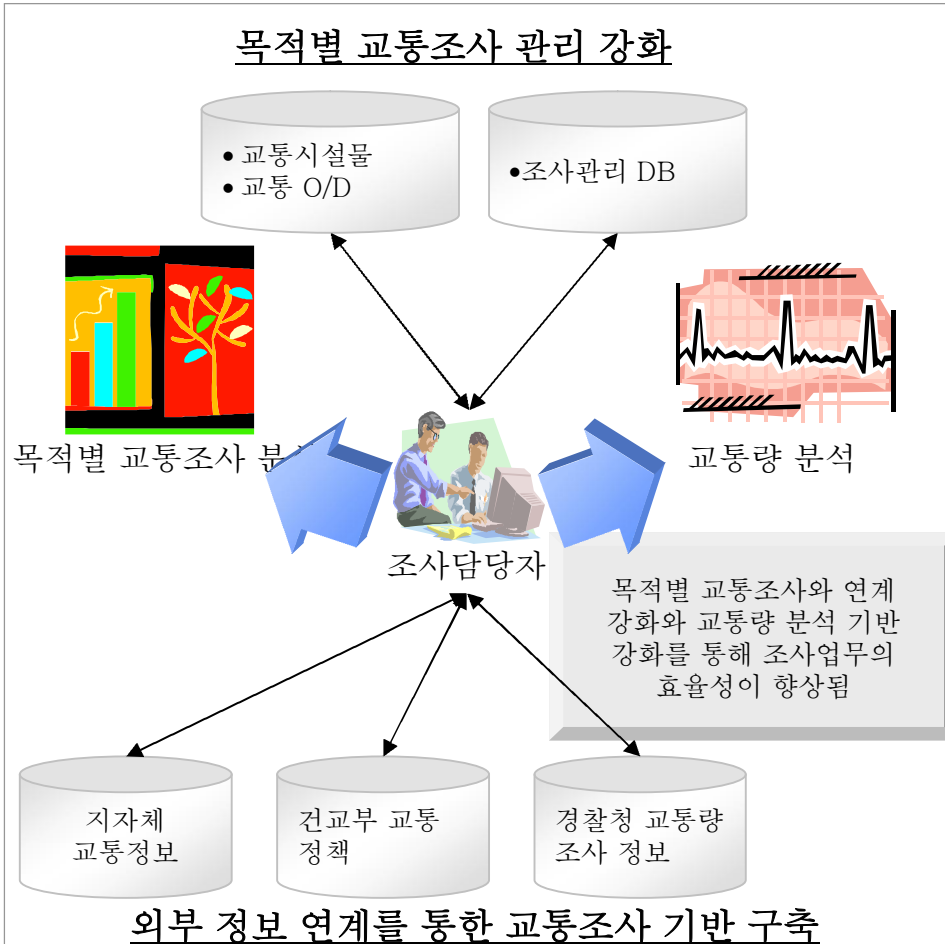 목적별 교통조사 관리 강화
• 교통시설물
• 교통 O/D
•조사관리 DB
목적별 교통조사
교통량 분석
조사담당자
목적별 교통조사와 연계
강화와 교통량 분석 기반
강화를 통해 조사업무의
효율성이 향상됨
지자체
교통정보
건교부 교통
정책
경찰청 교통량
조사 정보
외부 정보 연계를 통한 교통조사 기반 구축